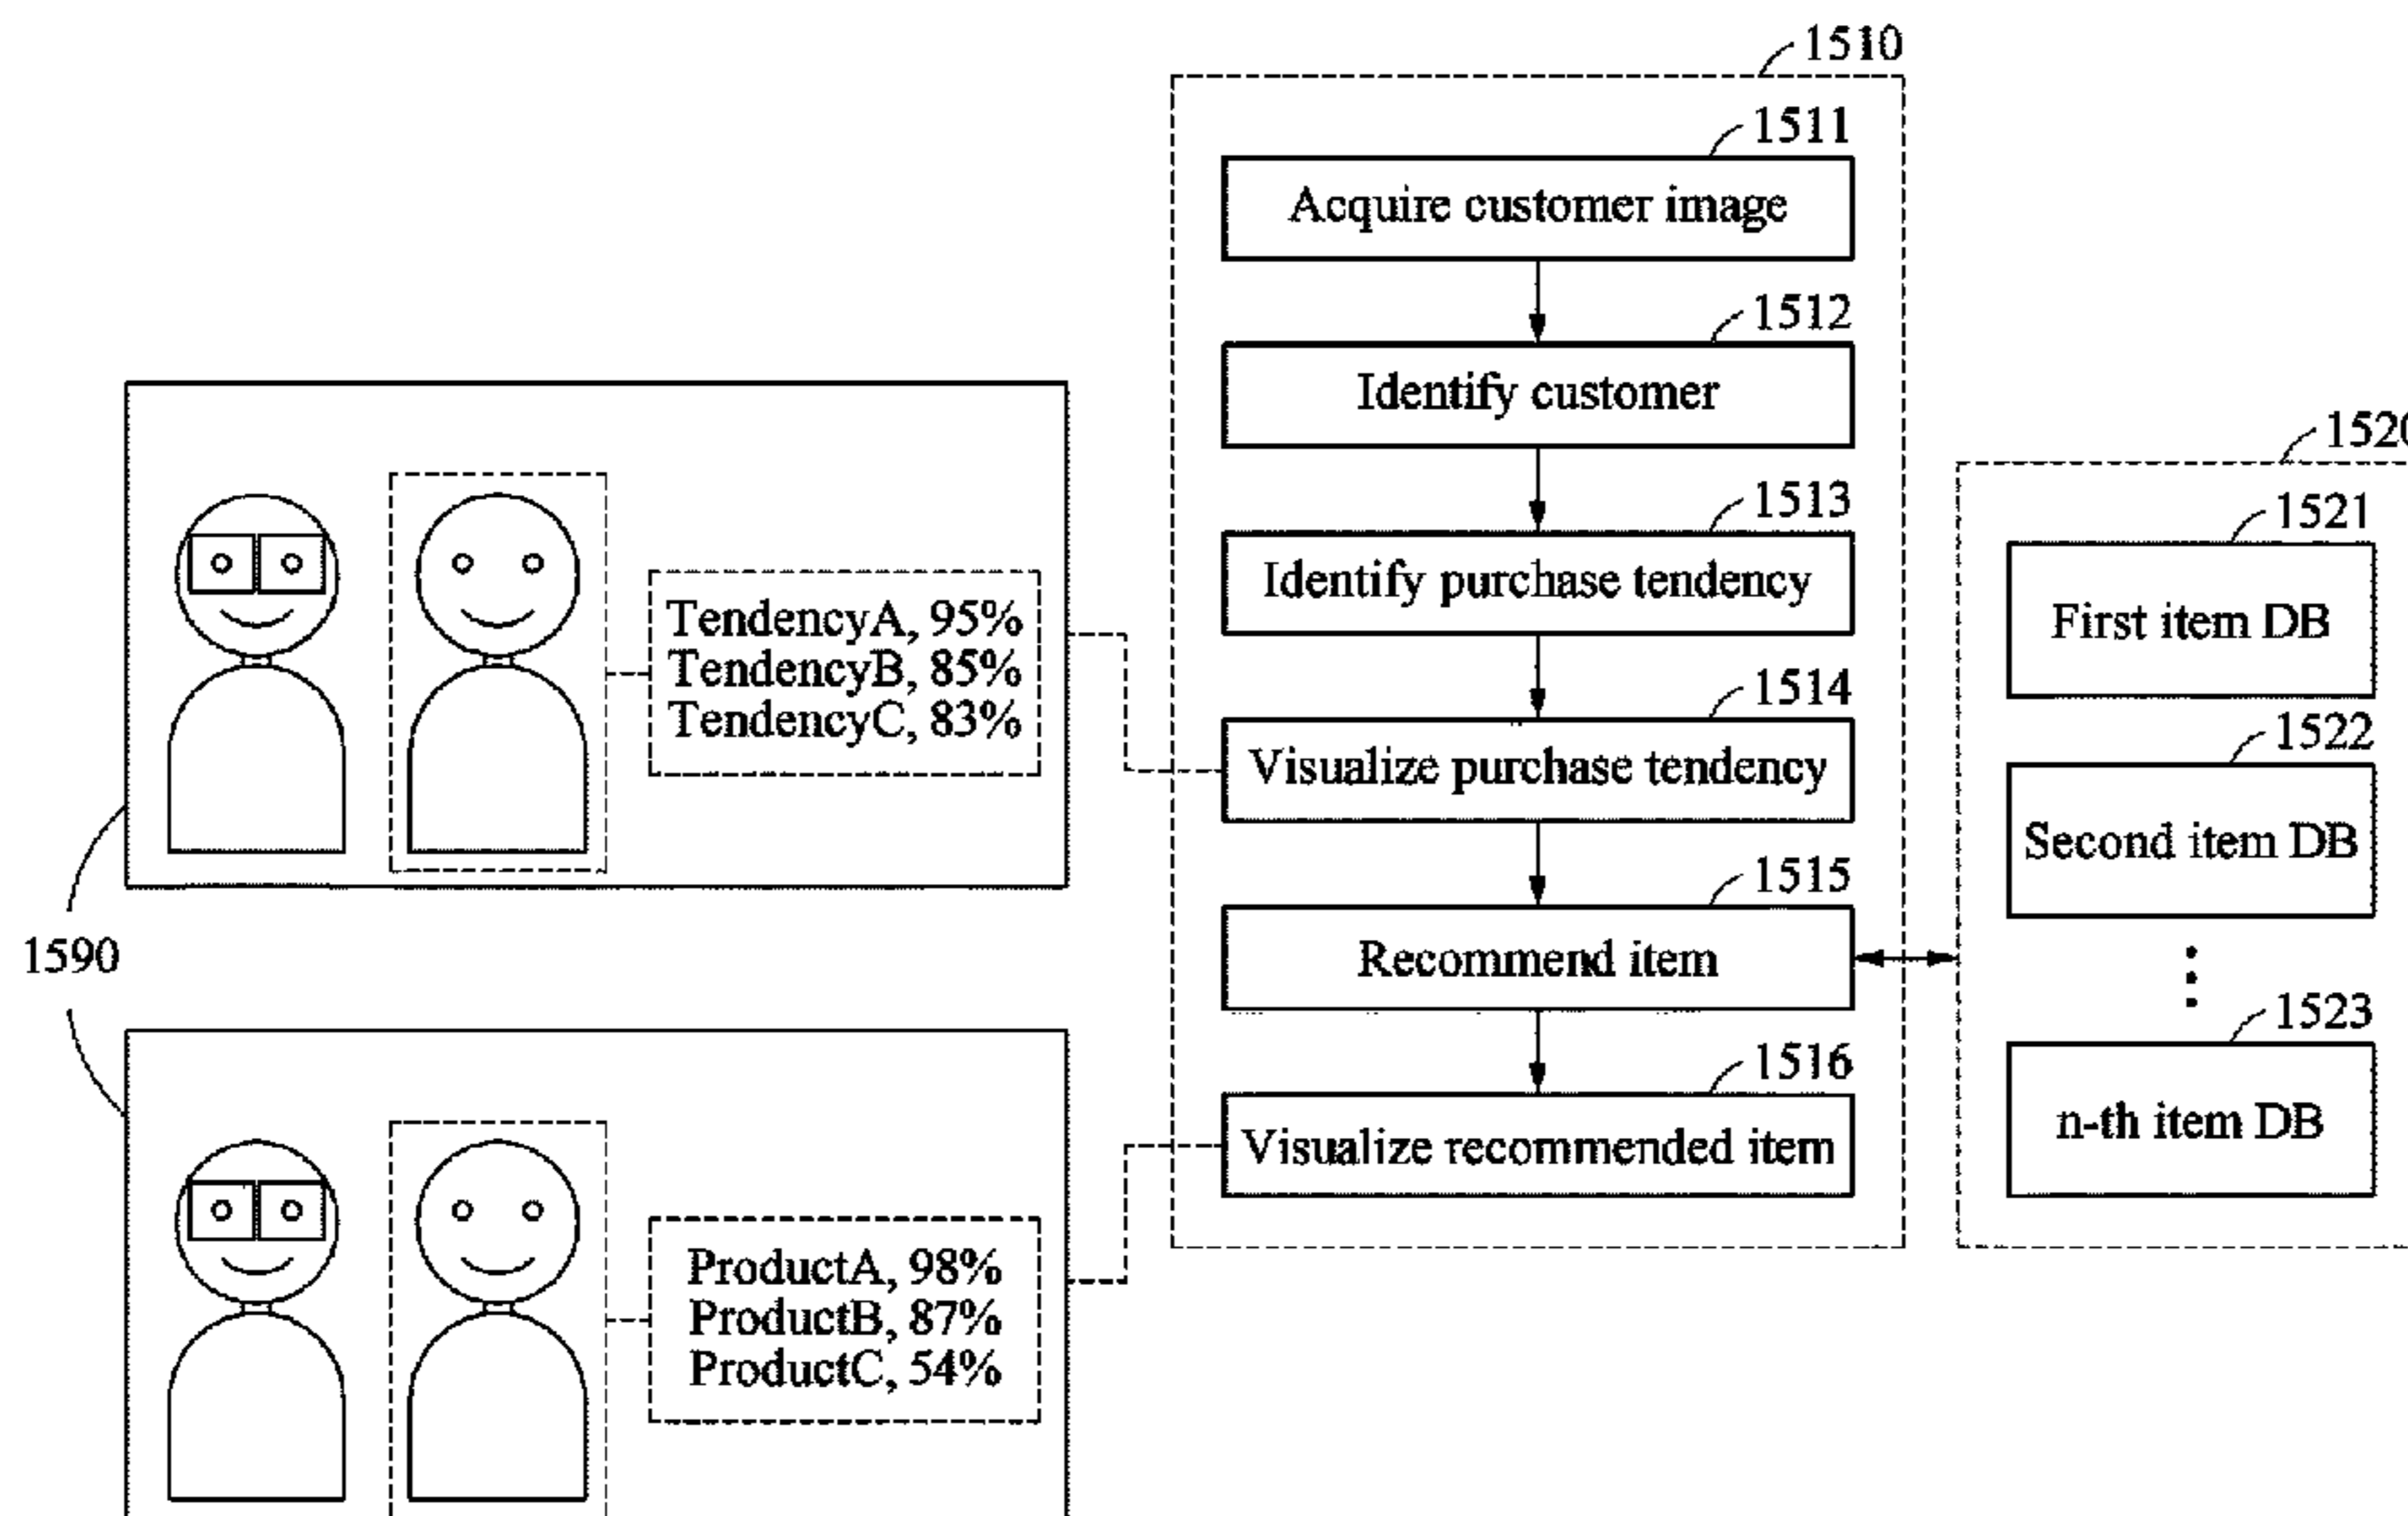 1510
1511
Acquire customer image
1512
Identify customer
1513
Identify purchase tendency
1514
Visualize purchase tendency
1515
Recommend item
1516
Visualize recommended item
1520
1521
First item DB
1522
Second item DB
1523
n-th item DB
TendencyA, 95%
TendencyB, 85%
TendencyC, 83%
1590
ProductA, 98%
ProductB, 87%
ProductC, 54%